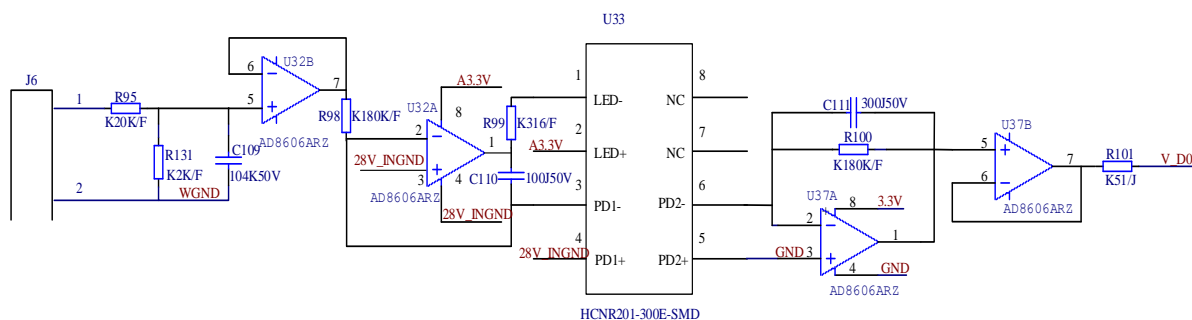 U33
J6
1
R95
K20K/F
R131
K2K/F
C109
104K50V
2
WGND
6
5
7
U32B
AD8606ARZ
R98
K180K/F
U32A
A3.3V
8
2
3
1
4
28V_INGND
AD8606ARZ
28V_INGND
R99
K316/F
A3.3V
C110
100J50V
28V_INGND
1
LED-
2
LED+
3
PD1-
4
PD1+
8
NC
7
NC
6
PD2-
5
PD2+
HCNR201-300E-SMD
C111
300J50V
R100
K180K/F
U37A
8
3.3V
2
GND
3
1
4
GND
AD8606ARZ
U37B
5
6
7
AD8606ARZ
R101
K51/J
V_D0